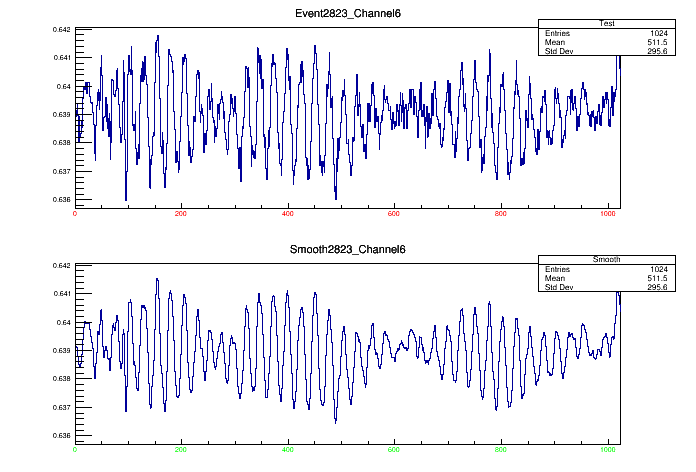 Event2823_Channel6
Test
Entries 1024
Mean 511.5
Std Dev 295.6
0.642
0.641
0.64
0.639
0.638
0.637
0.636
0 200 400 600 800 1000
Smooth2823_Channel6
Smooth
Entries 1024
Mean 511.5
Std Dev 295.6
0.642
0.641
0.64
0.639
0.638
0.637
0.636
0 200 400 600 800 1000